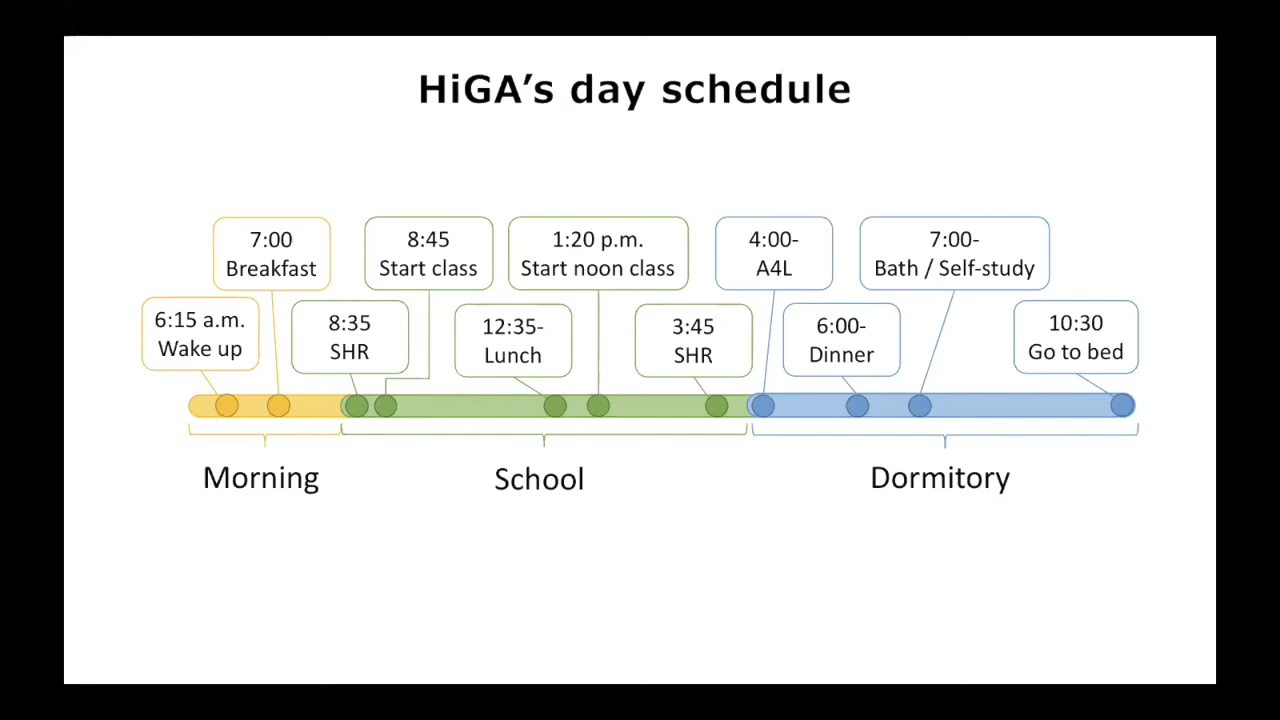 HiGA’s day schedule
6:15 a.m.
Wake up
7:00
Breakfast
8:35
SHR
8:45
Start class
12:35-
Lunch
1:20 p.m.
Start noon class
3:45
SHR
4:00-
A4L
6:00-
Dinner
7:00-
Bath / Self-study
10:30
Go to bed
Morning
School
Dormitory